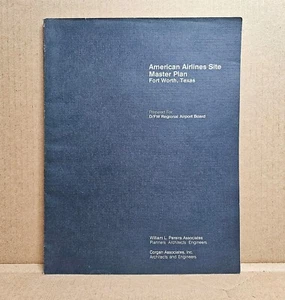 American Airlines Site
Master Plan
Fort Worth, Texas
Prepared For
D/FW Regional Airport Board
William L. Pereira Associates
Planners Architects Engineers
Corgan Associates, Inc.
Architects and Engineers